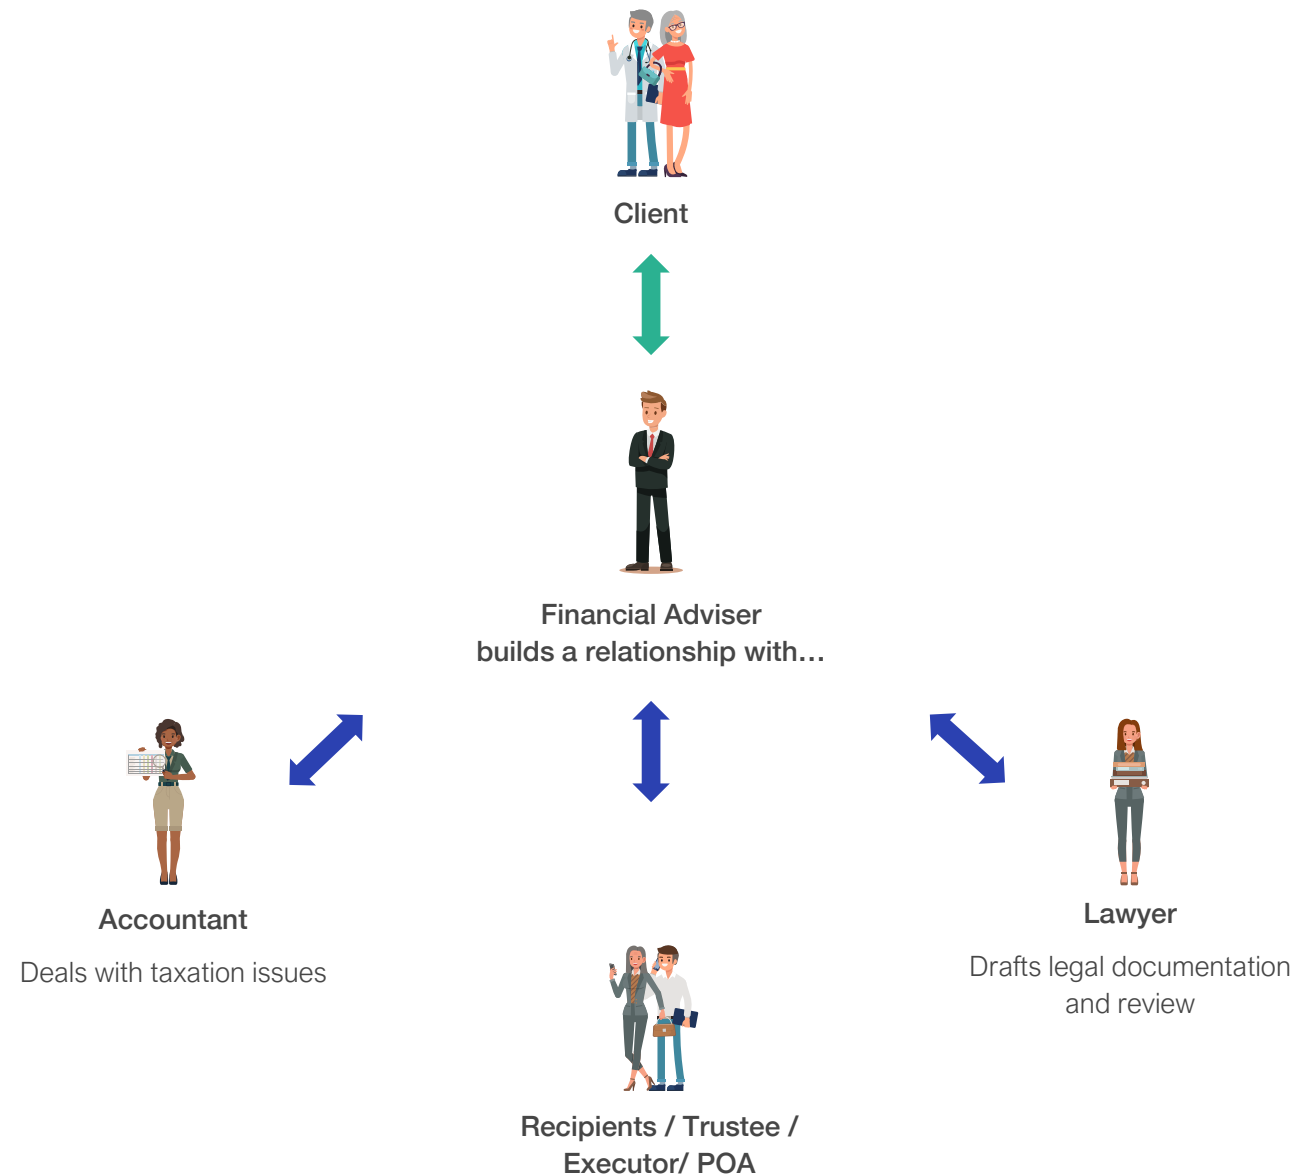 Client
Financial Adviser
builds a relationship with...
Accountant
Deals with taxation issues
Lawyer
Drafts legal documentation
and review
Recipients / Trustee /
Executor/ POA